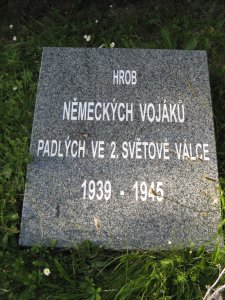 HROB
NĚMECKÝCH VOJÁKŮ
PADLÝCH VE 2. SVĚTOVÉ VÁLCE
1939 - 1945